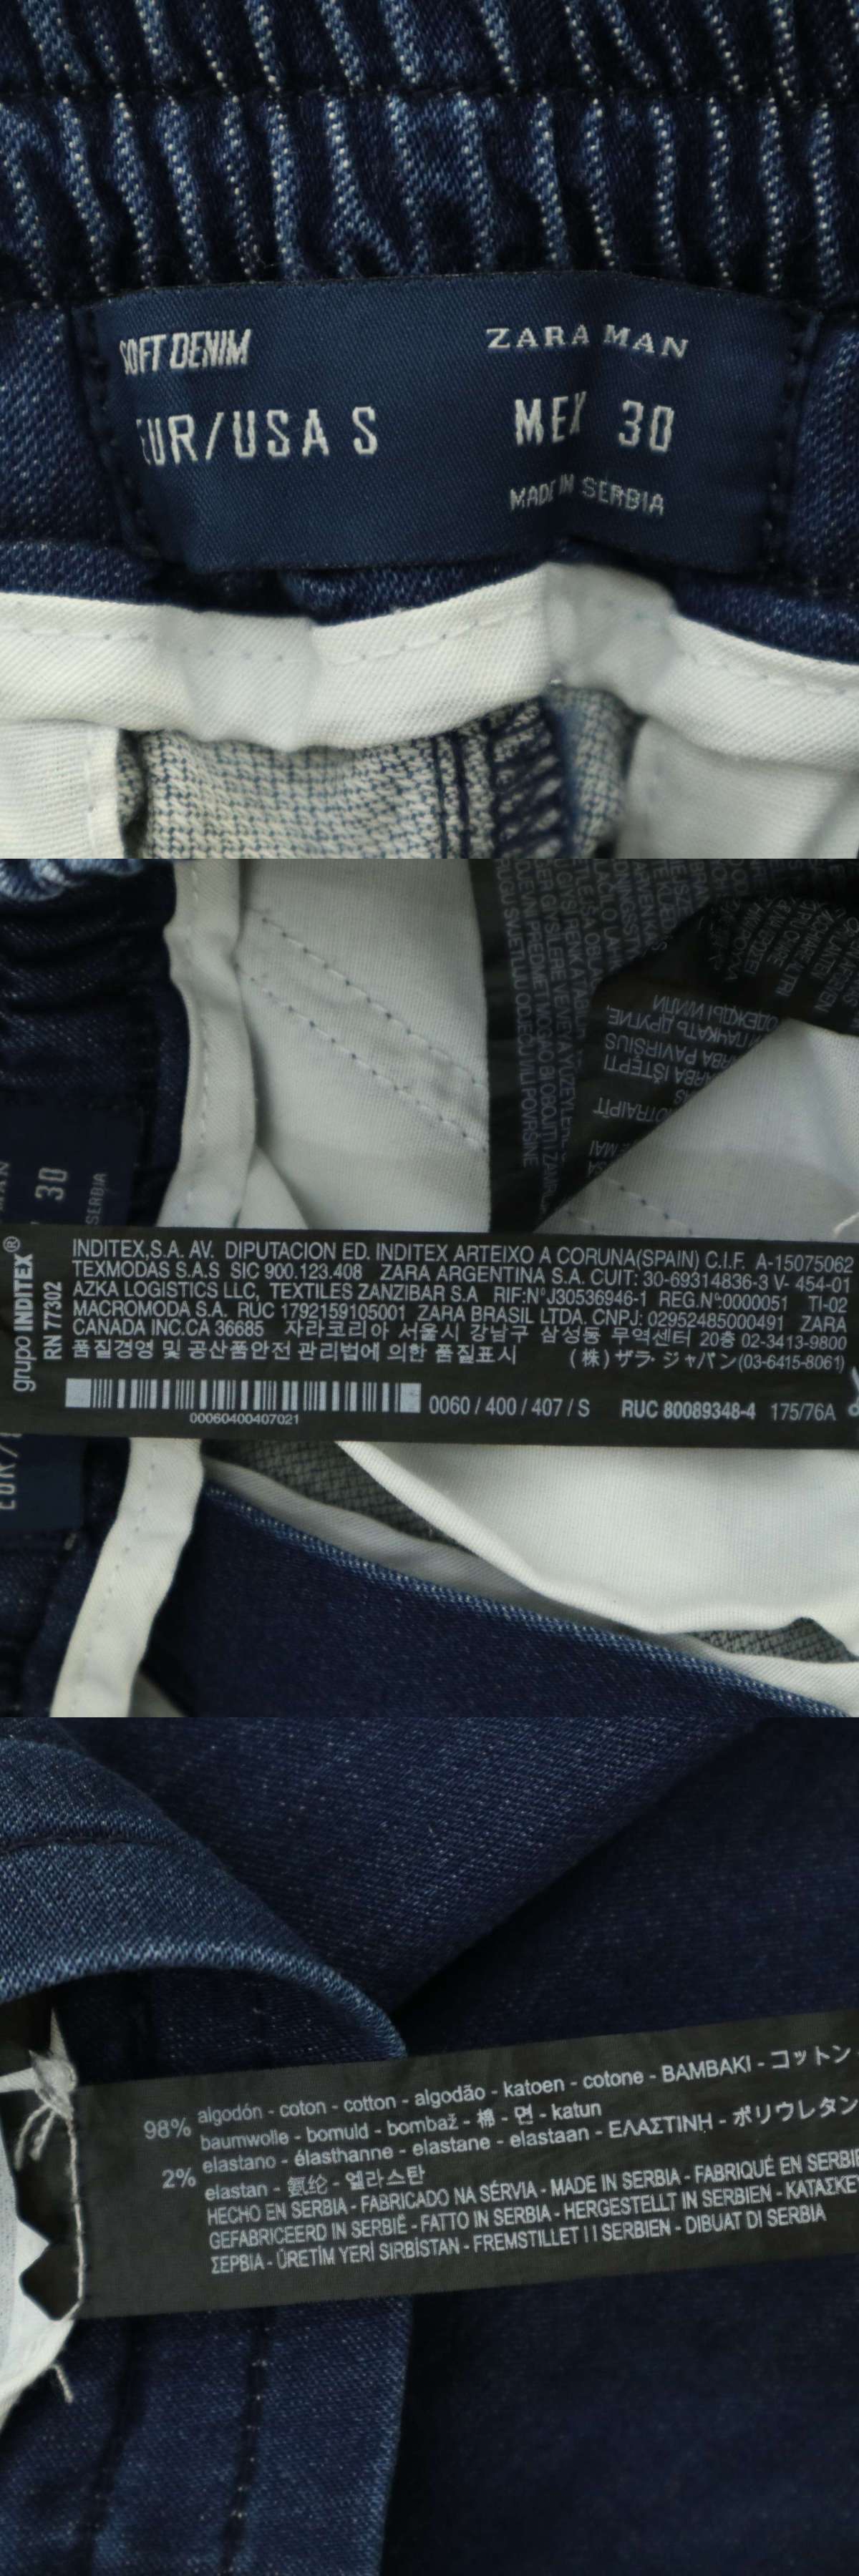 SOFT DENIM
ZARA MAN
EUR/USA S
MEX 30
MADE IN SERBIA
POVRŠINE
30
SERBIA
grupo INDITEX®
RN 77302
INDITEX,S.A. AV. DIPUTACION ED. INDITEX ARTEIXO A CORUNA(SPAIN) C.I.F. A-15075062
TEXMODAS S.A.S SIC 900.123.408 ZARA ARGENTINA S.A. CUIT: 30-69314836-3 V- 454-01
AZKA LOGISTICS LLC, TEXTILES ZANZIBAR S.A RIF:Nº J30536946-1 REG.Nº:0000051 TI-02
MACROMODA S.A. RUC 1792159105001 ZARA BRASIL LTDA. CNPJ: 02952485000491 ZARA
CANADA INC.CA 36685 자라코리아 서울시 강남구 삼성동 무역센터 20층 02-3413-9800
품질경영 및 공산품안전 관리법에 의한 품질표시 (株)ザラ·ジャパン(03-6415-8061)
00060400407021
0060 / 400 / 407 / S RUC 80089348-4 175/76A
98% algodón - coton - cotton - algodão - katoen - cotone - BAMBAKI - コットン -
baumwolle - bomuld - bombaž - 棉 - 면 - katun
2% elastano - élasthanne - elastane - elastaan - ΕΛΑΣΤΙΝΗ - ポリウレタン
elastan - 氨纶 - 엘라스탄
HECHO EN SERBIA - FABRICADO NA SÉRVIA - MADE IN SERBIA - FABRIQUÉ EN SERBIE
GEFABRICEERD IN SERBIË - FATTO IN SERBIA - HERGESTELLT IN SERBIEN - ΚΑΤΑΣΚΕ
ΣΕΡΒΙΑ - ÜRETİM YERİ SIRBİSTAN - FREMSTILLET I I SERBIEN - DIBUAT DI SERBIA